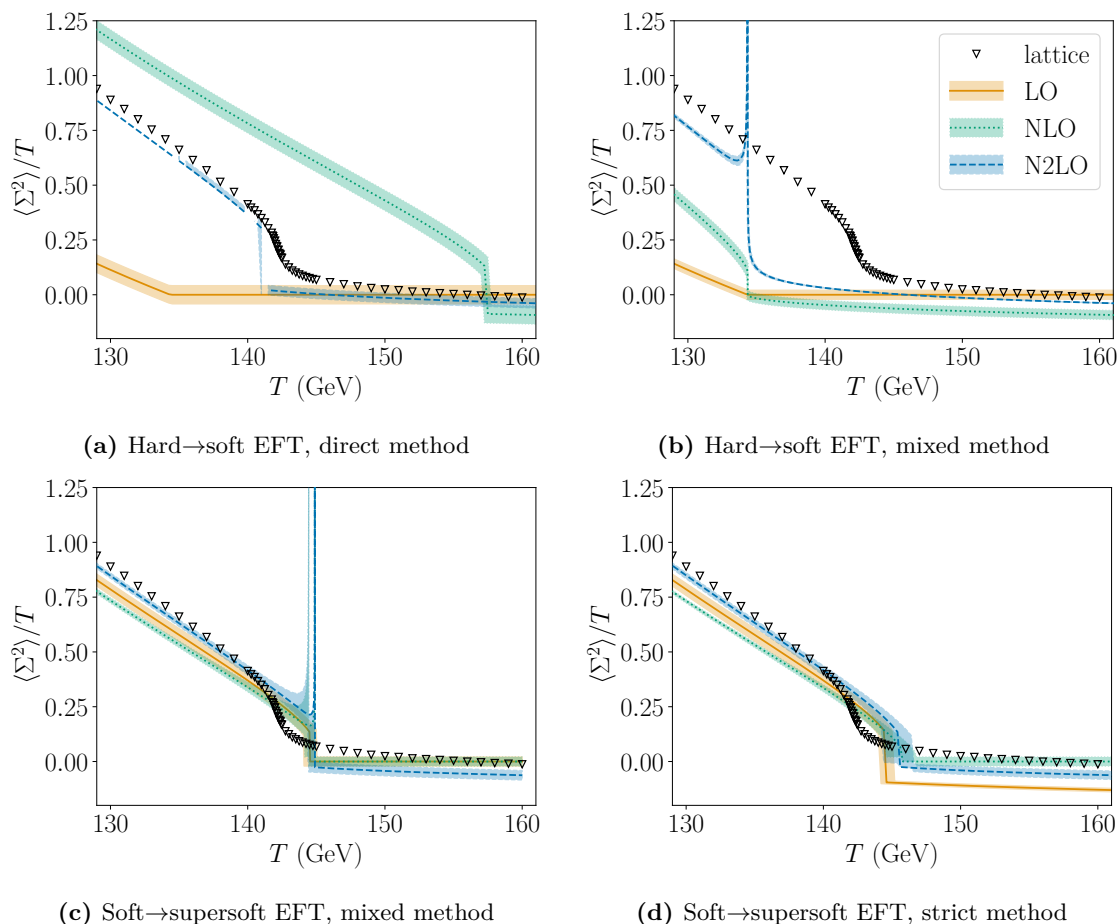 1.25
1.00
0.75
0.50
0.25
0.00
⟨Σ²⟩/T
130 140 150 160
T (GeV)
(a) Hard→soft EFT, direct method
1.25
1.00
0.75
0.50
0.25
0.00
⟨Σ²⟩/T
lattice
LO
NLO
N2LO
130 140 150 160
T (GeV)
(b) Hard→soft EFT, mixed method
1.25
1.00
0.75
0.50
0.25
0.00
⟨Σ²⟩/T
130 140 150 160
T (GeV)
(c) Soft→supersoft EFT, mixed method
1.25
1.00
0.75
0.50
0.25
0.00
⟨Σ²⟩/T
130 140 150 160
T (GeV)
(d) Soft→supersoft EFT, strict method